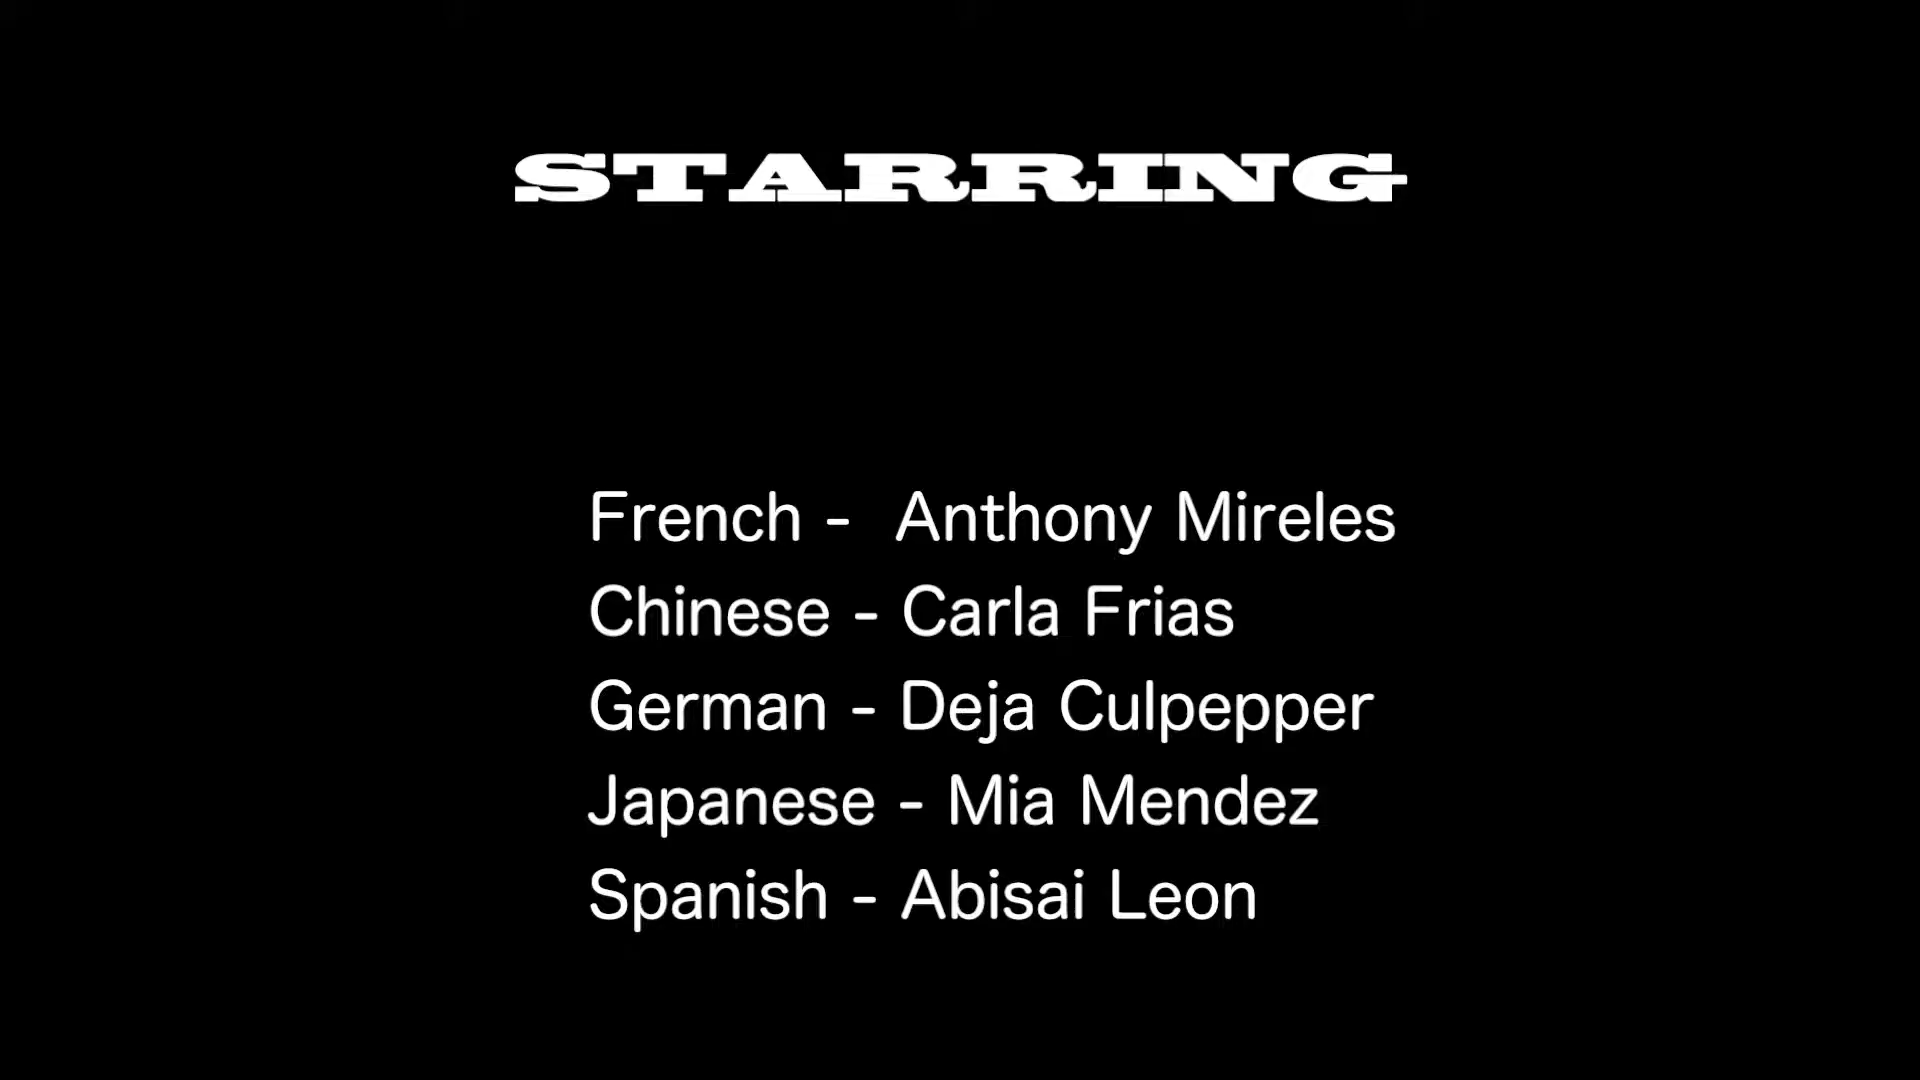 STARRING
French -  Anthony Mireles
Chinese - Carla Frias
German - Deja Culpepper
Japanese - Mia Mendez
Spanish - Abisai Leon